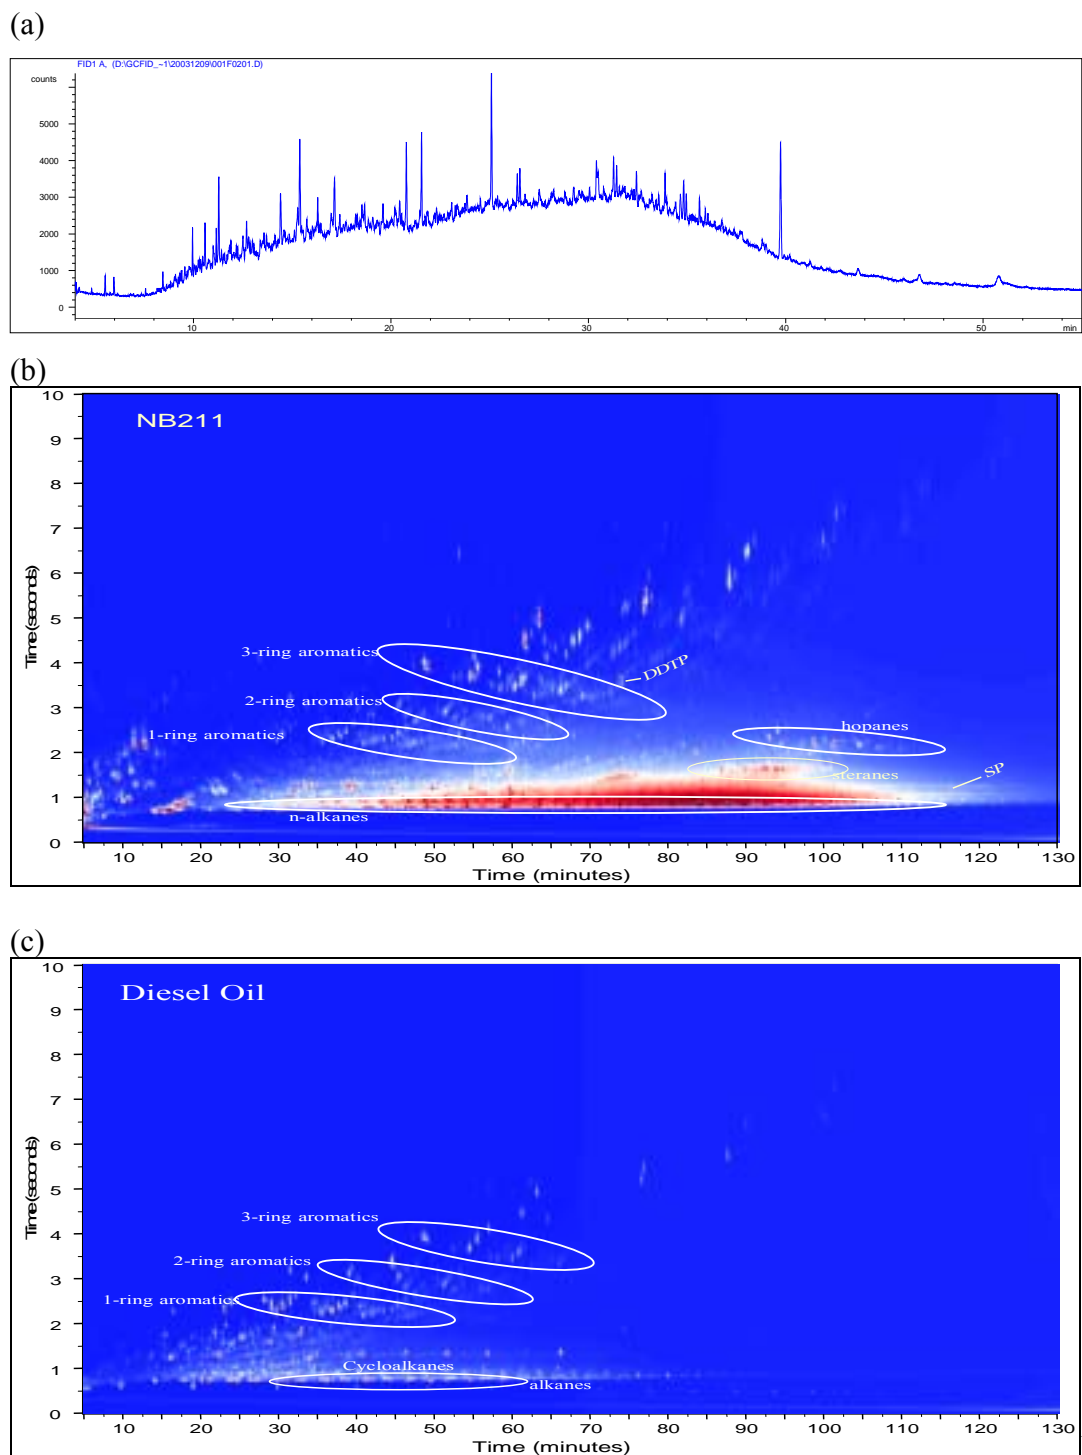 (a)
FID1 A, (D:\GCFID_~1\20031209\001F0201.D)
counts
5000
4000
3000
2000
1000
0
10 20 30 40 50 min
(b)
NB211
10
9
8
7
6
5
4
3
2
1
0
Time (seconds)
3-ring aromatics
DDTP
2-ring aromatics
1-ring aromatics
hopanes
steranes
SP
n-alkanes
10 20 30 40 50 60 70 80 90 100 110 130
Time (minutes)
(c)
Diesel Oil
10
9
8
7
6
5
4
3
2
1
0
Time (seconds)
3-ring aromatics
2-ring aromatics
1-ring aromatic
Cycloalkanes
alkanes
10 20 30 40 50 60 70 80 90 100 110 130
Time (minutes)